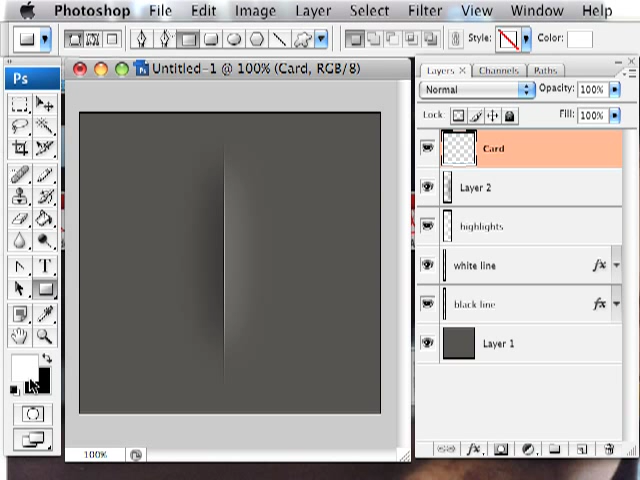 Photoshop File Edit Image Layer Select Filter View Window Help
Style: Color:
Ps
Untitled-1 @ 100% (Card, RGB/8)
Layers × Channels Paths
Normal Opacity: 100%
Lock: Fill: 100%
Card
Layer 2
highlights
white line fx
black line fx
Layer 1
T
100%
fx